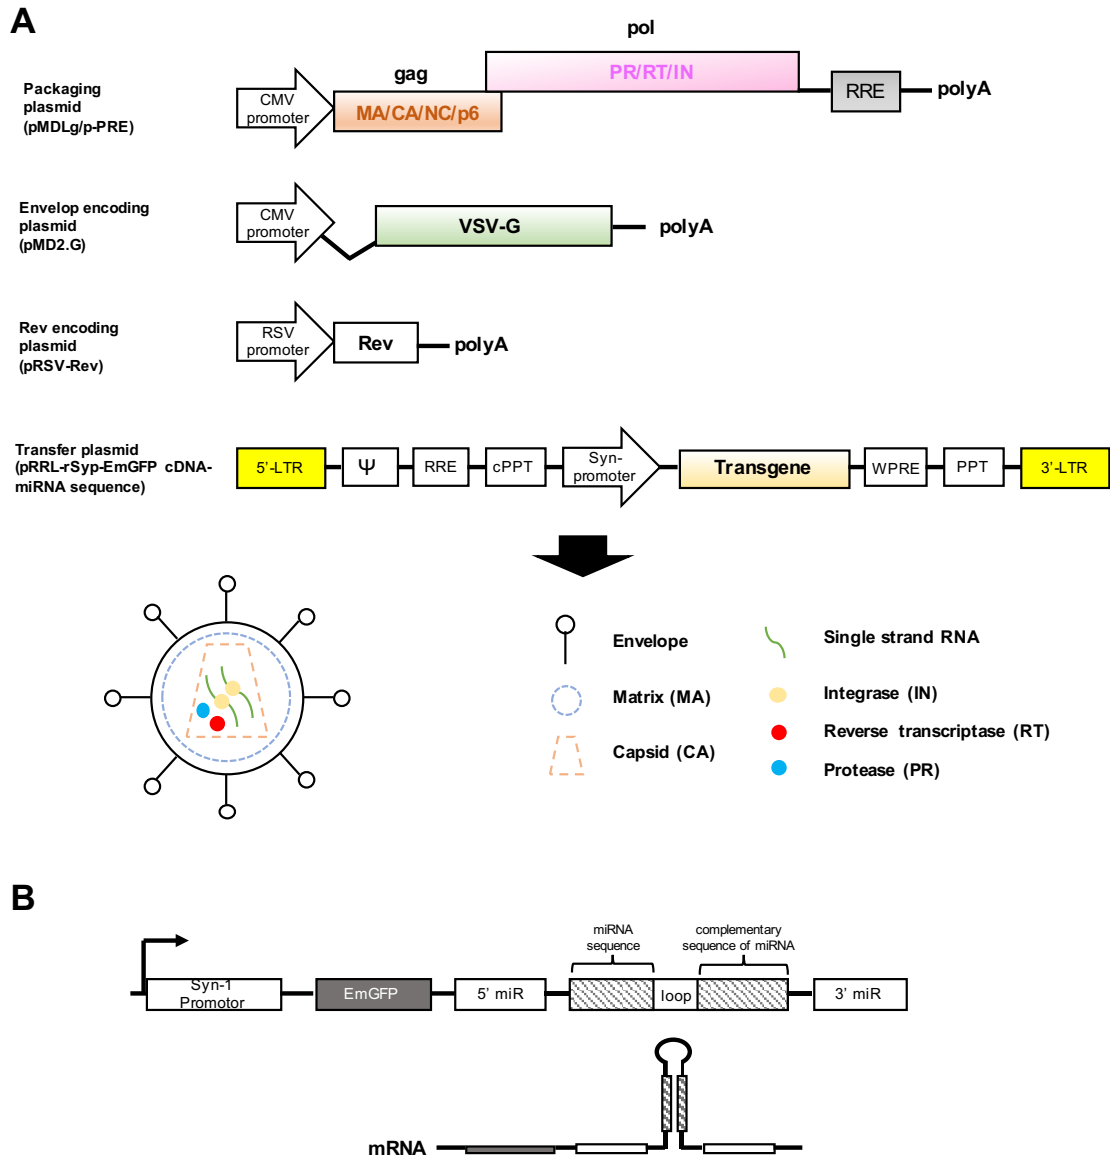 A
pol
gag
Packaging
plasmid
(pMDLg/p-PRE)
CMV
promoter
MA/CA/NC/p6
PR/RT/IN
RRE
polyA
Envelop encoding
plasmid
(pMD2.G)
CMV
promoter
VSV-G
polyA
Rev encoding
plasmid
(pRSV-Rev)
RSV
promoter
Rev
polyA
Transfer plasmid
(pRRL-rSyp-EmGFP cDNA-
miRNA sequence)
5'-LTR
Ψ
RRE
cPPT
Syn-
promoter
Transgene
WPRE
PPT
3'-LTR
Envelope
Single strand RNA
Matrix (MA)
Integrase (IN)
Reverse transcriptase (RT)
Capsid (CA)
Protease (PR)
B
miRNA
sequence
complementary
sequence of miRNA
Syn-1
Promotor
EmGFP
5' miR
loop
3' miR
mRNA